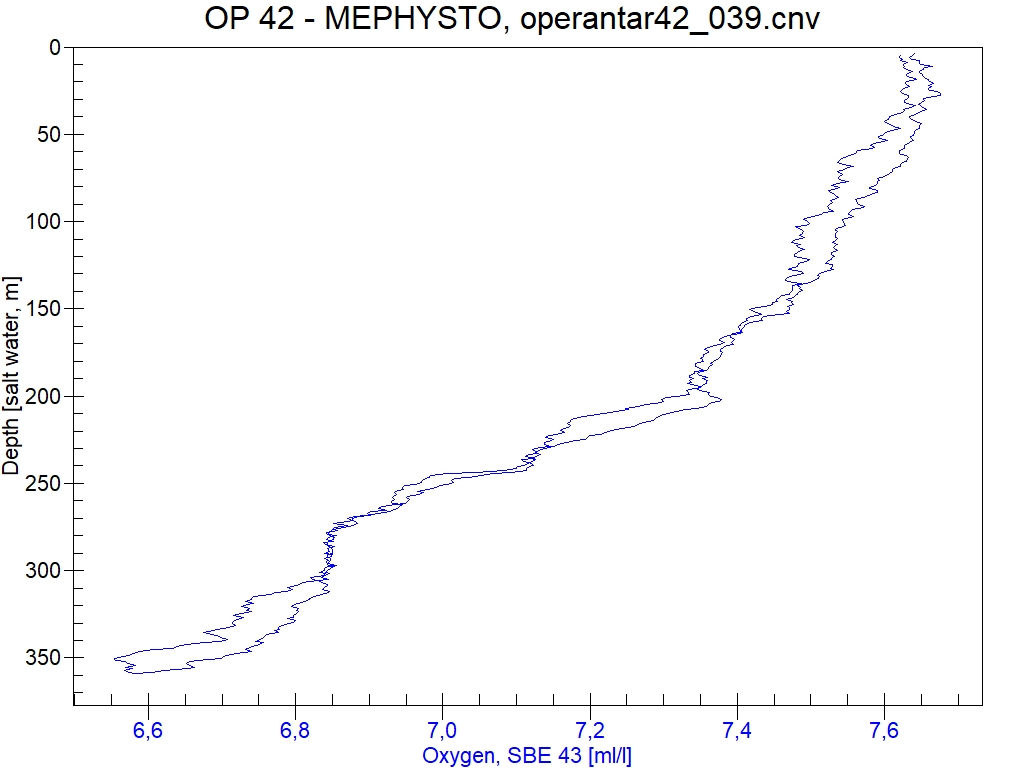 OP 42 - MEPHYSTO, operantar42_039.cnv
0
50
100
150
200
250
300
350
Depth [salt water, m]
6,6 6,8 7,0 7,2 7,4 7,6
Oxygen, SBE 43 [ml/l]